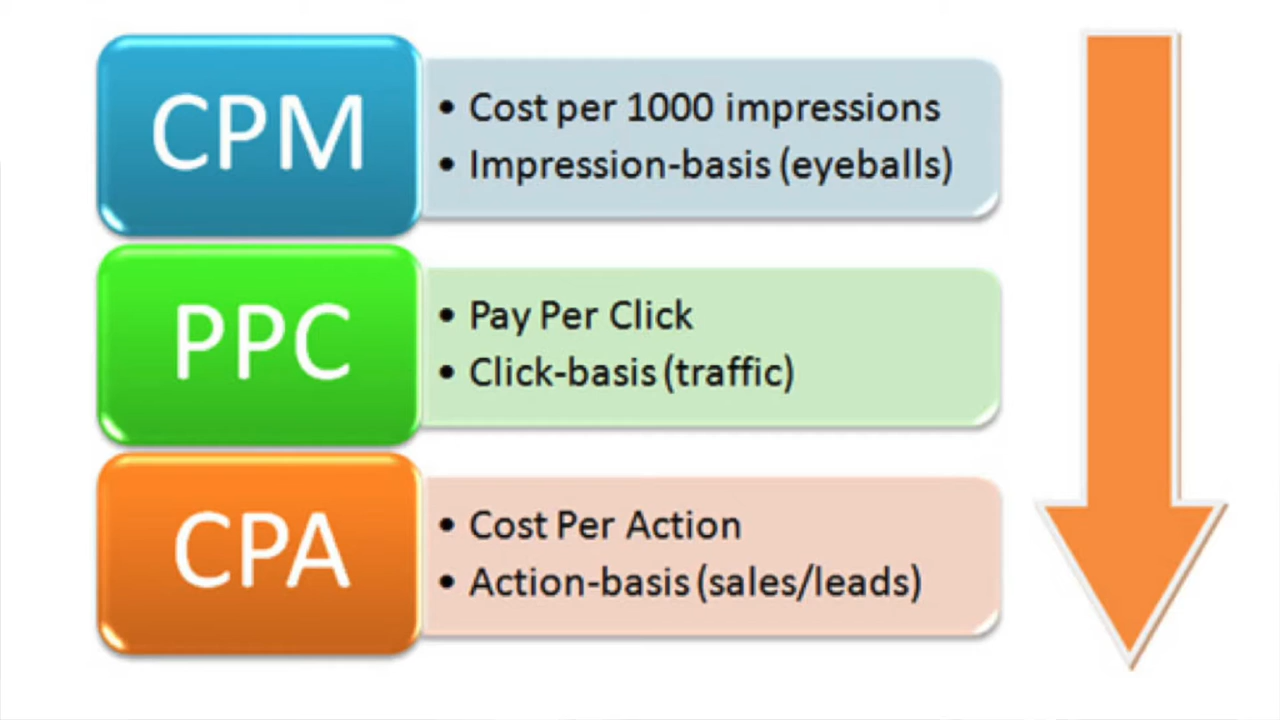 CPM
• Cost per 1000 impressions
• Impression-basis (eyeballs)
PPC
• Pay Per Click
• Click-basis (traffic)
CPA
• Cost Per Action
• Action-basis (sales/leads)